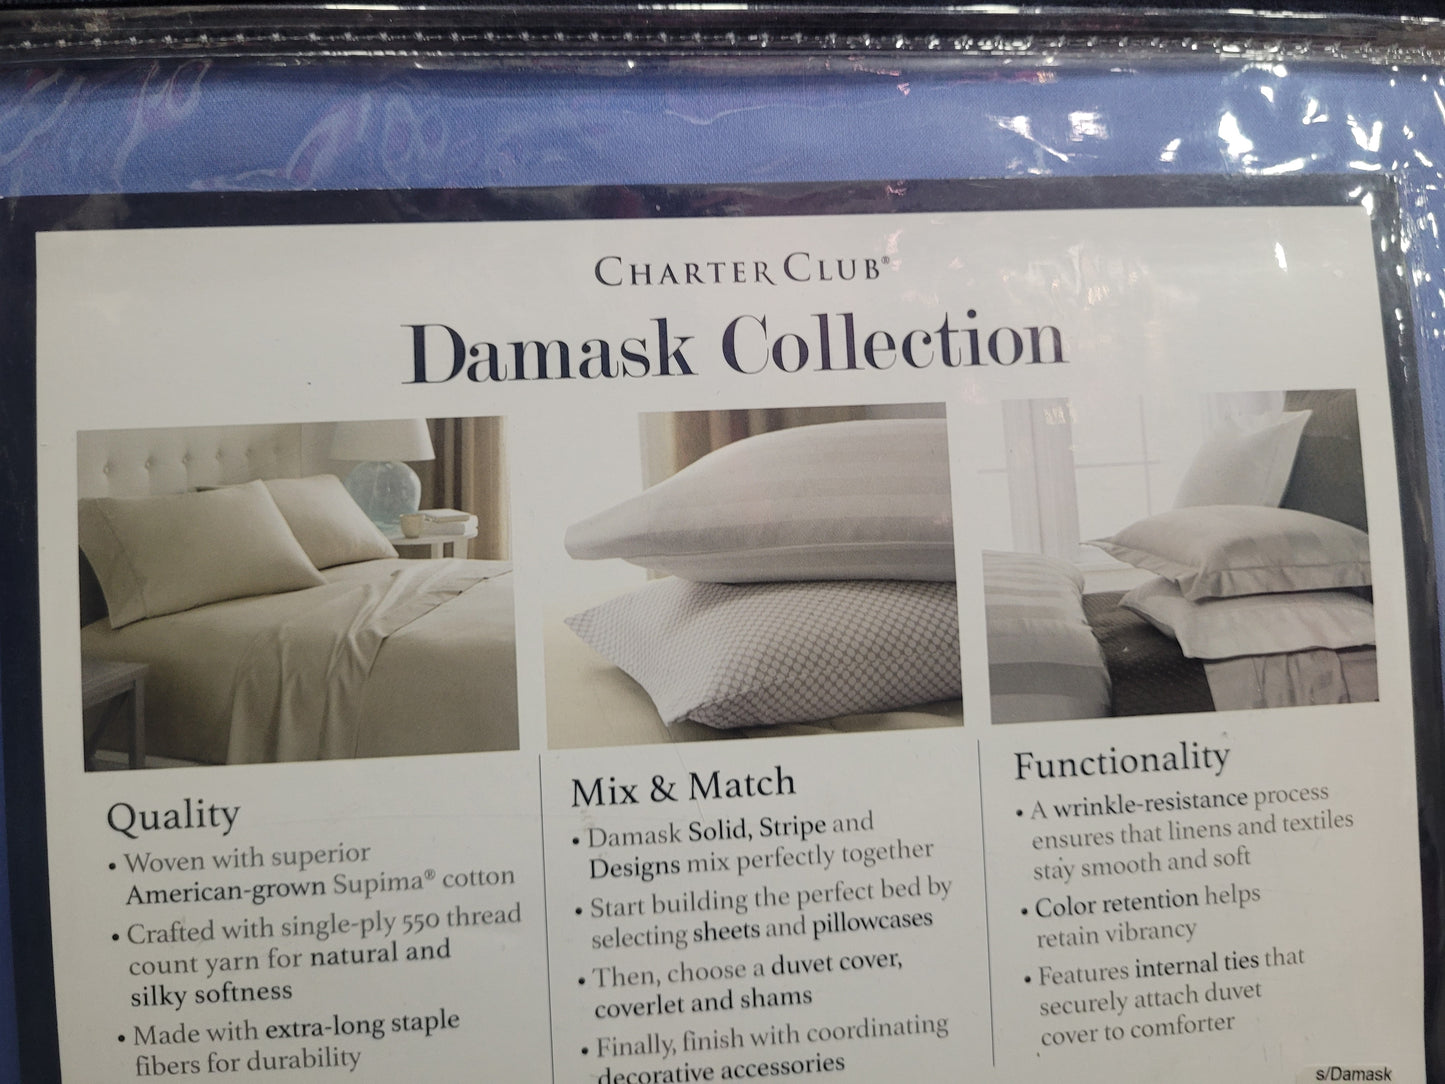 CHARTER CLUB®
Damask Collection
Quality
• Woven with superior
American-grown Supima® cotton
• Crafted with single-ply 550 thread
count yarn for natural and
silky softness
• Made with extra-long staple
fibers for durability
Mix & Match
• Damask Solid, Stripe and
Designs mix perfectly together
• Start building the perfect bed by
selecting sheets and pillowcases
• Then, choose a duvet cover,
coverlet and shams
• Finally, finish with coordinating
decorative accessories
Functionality
• A wrinkle-resistance process
ensures that linens and textiles
stay smooth and soft
• Color retention helps
retain vibrancy
• Features internal ties that
securely attach duvet
cover to comforter
s/Damask